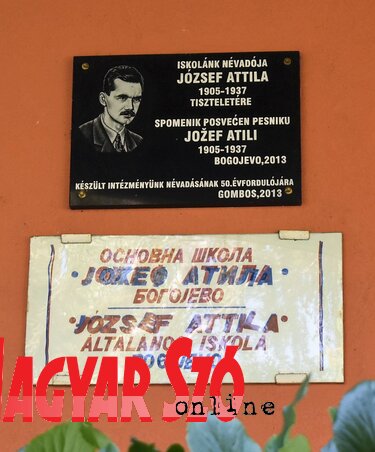 ISKOLÁNK NÉVADÓJA
JÓZSEF ATTILA
1905-1937
TISZTELETÉRE
SPOMENIK POSVEĆEN PESNIKU
JOŽEF ATILI
1905-1937
BOGOJEVO,2013
KÉSZÜLT INTÉZMÉNYÜNK NÉVADÁSÁNAK 50.ÉVFORDULÓJÁRA
GOMBOS,2013
ОСНОВНА ШКОЛА
·ЈОЖЕФ АТИЛА·
БОГОЈЕВО
·JÓZSEF ATTILA·
ÁLTALÁNOS ISKOLA
MAGYAR SZÓ
online